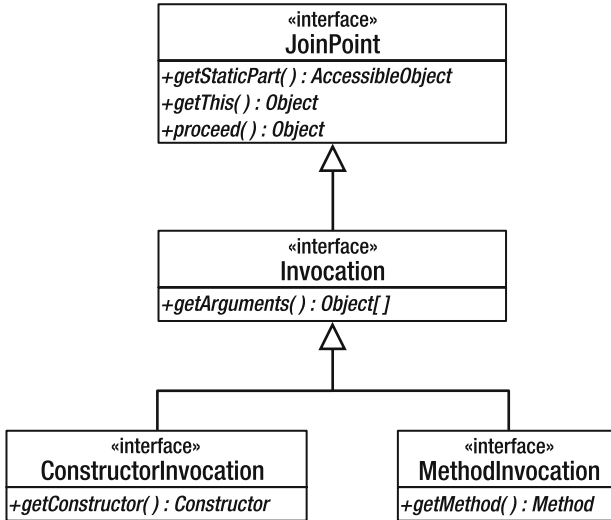 «interface»
JoinPoint
+getStaticPart( ) : AccessibleObject
+getThis( ) : Object
+proceed( ) : Object
«interface»
Invocation
+getArguments( ) : Object[ ]
«interface»
ConstructorInvocation
+getConstructor( ) : Constructor
«interface»
MethodInvocation
+getMethod( ) : Method